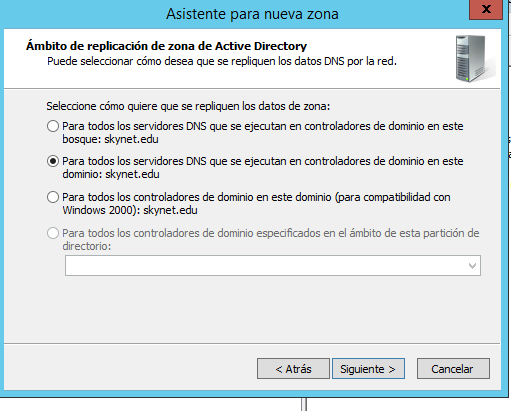 Asistente para nueva zona
x
Ámbito de replicación de zona de Active Directory
Puede seleccionar cómo desea que se repliquen los datos DNS por la red.
Seleccione cómo quiere que se repliquen los datos de zona:
Para todos los servidores DNS que se ejecutan en controladores de dominio en este
bosque: skynet.edu
Para todos los servidores DNS que se ejecutan en controladores de dominio en este
dominio: skynet.edu
Para todos los controladores de dominio en este dominio (para compatibilidad con
Windows 2000): skynet.edu
Para todos los controladores de dominio especificados en el ámbito de esta partición de
directorio:
< Atrás
Siguiente >
Cancelar